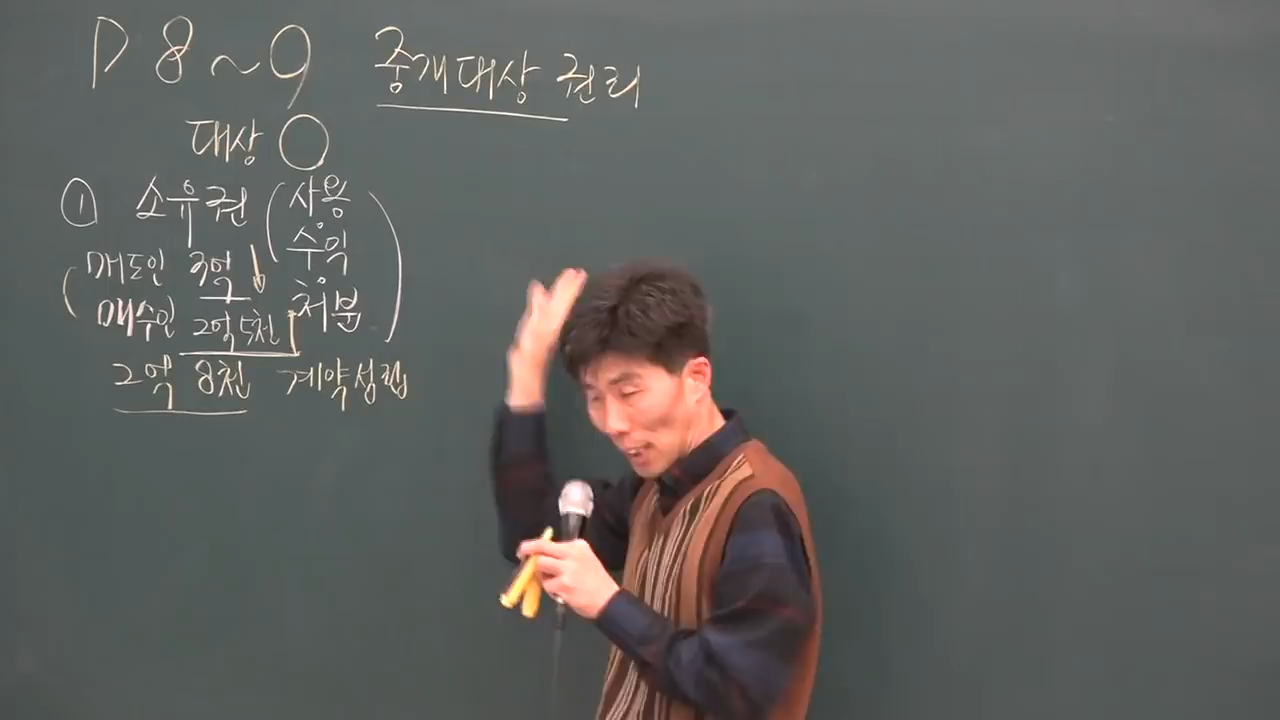 P 8~9 중개대상 권리
대상 ○
① 소유권 (사용
수익
처분)
(매도인 3억 ↓
매수인 2억 5천 ↑
2억 8천 계약성립